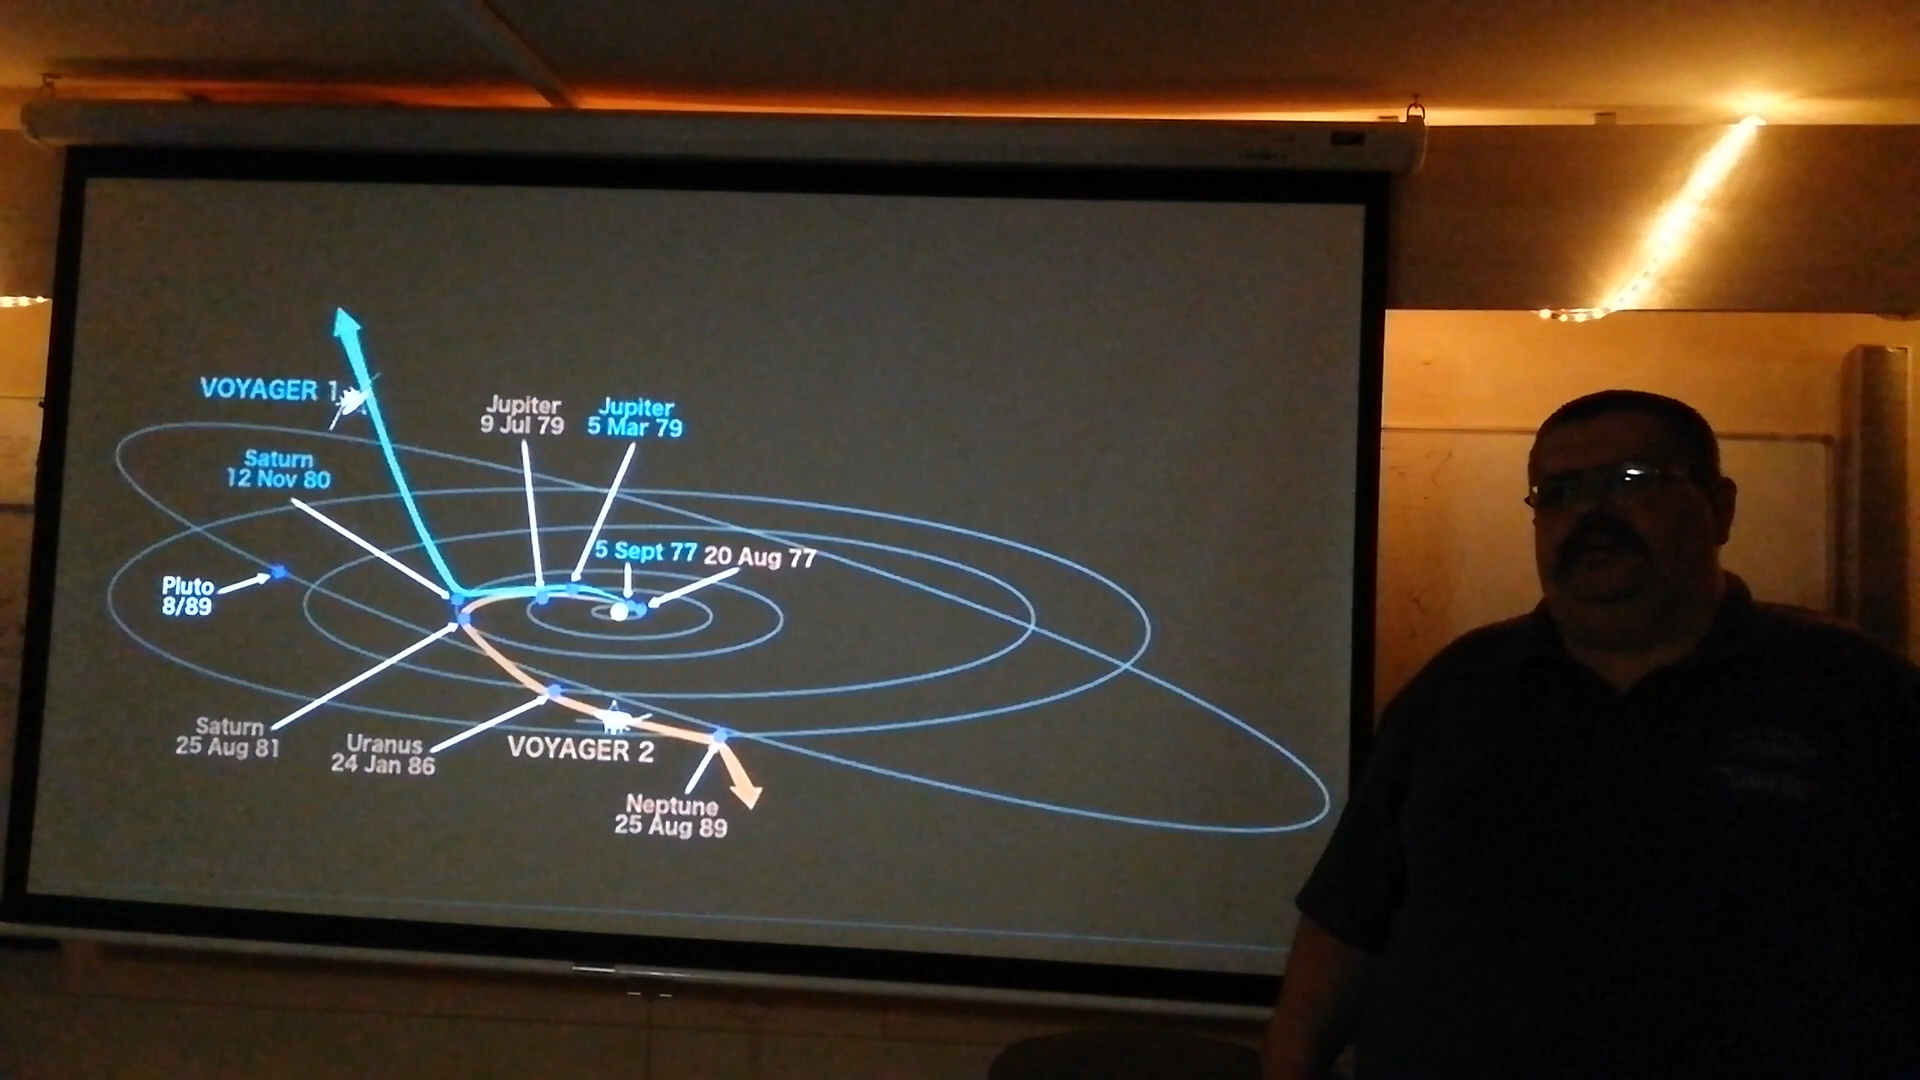 VOYAGER 1
Jupiter
9 Jul 79
Jupiter
5 Mar 79
Saturn
12 Nov 80
5 Sept 77
20 Aug 77
Pluto
8/89
Saturn
25 Aug 81
Uranus
24 Jan 86
VOYAGER 2
Neptune
25 Aug 89